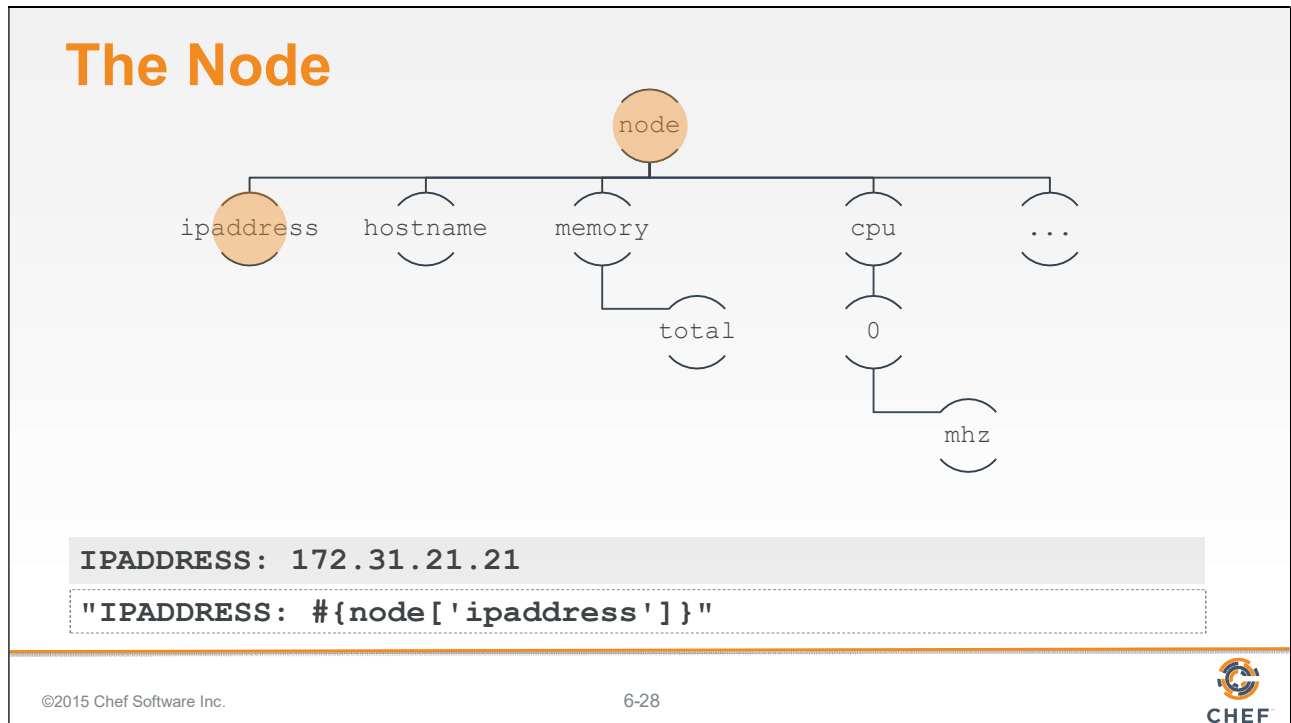 The Node
node
ipaddress hostname memory cpu ...
total 0
mhz
IPADDRESS: 172.31.21.21
"IPADDRESS: #{node['ipaddress']}"
©2015 Chef Software Inc. 6-28
CHEF